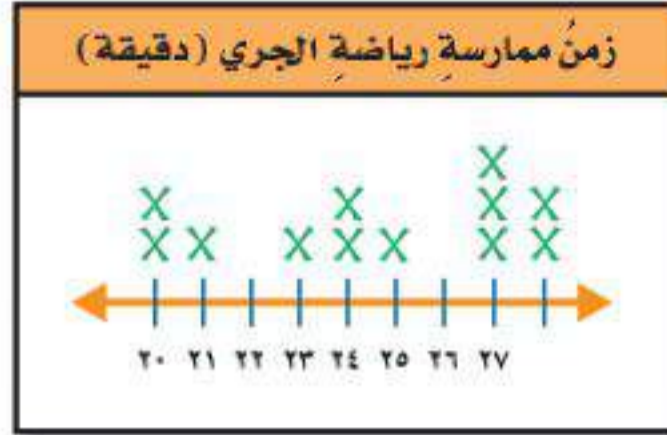 زمنُ ممارسةِ رياضةِ الجري (دقيقة)
٢٠ ٢١ ٢٢ ٢٣ ٢٤ ٢٥ ٢٦ ٢٧